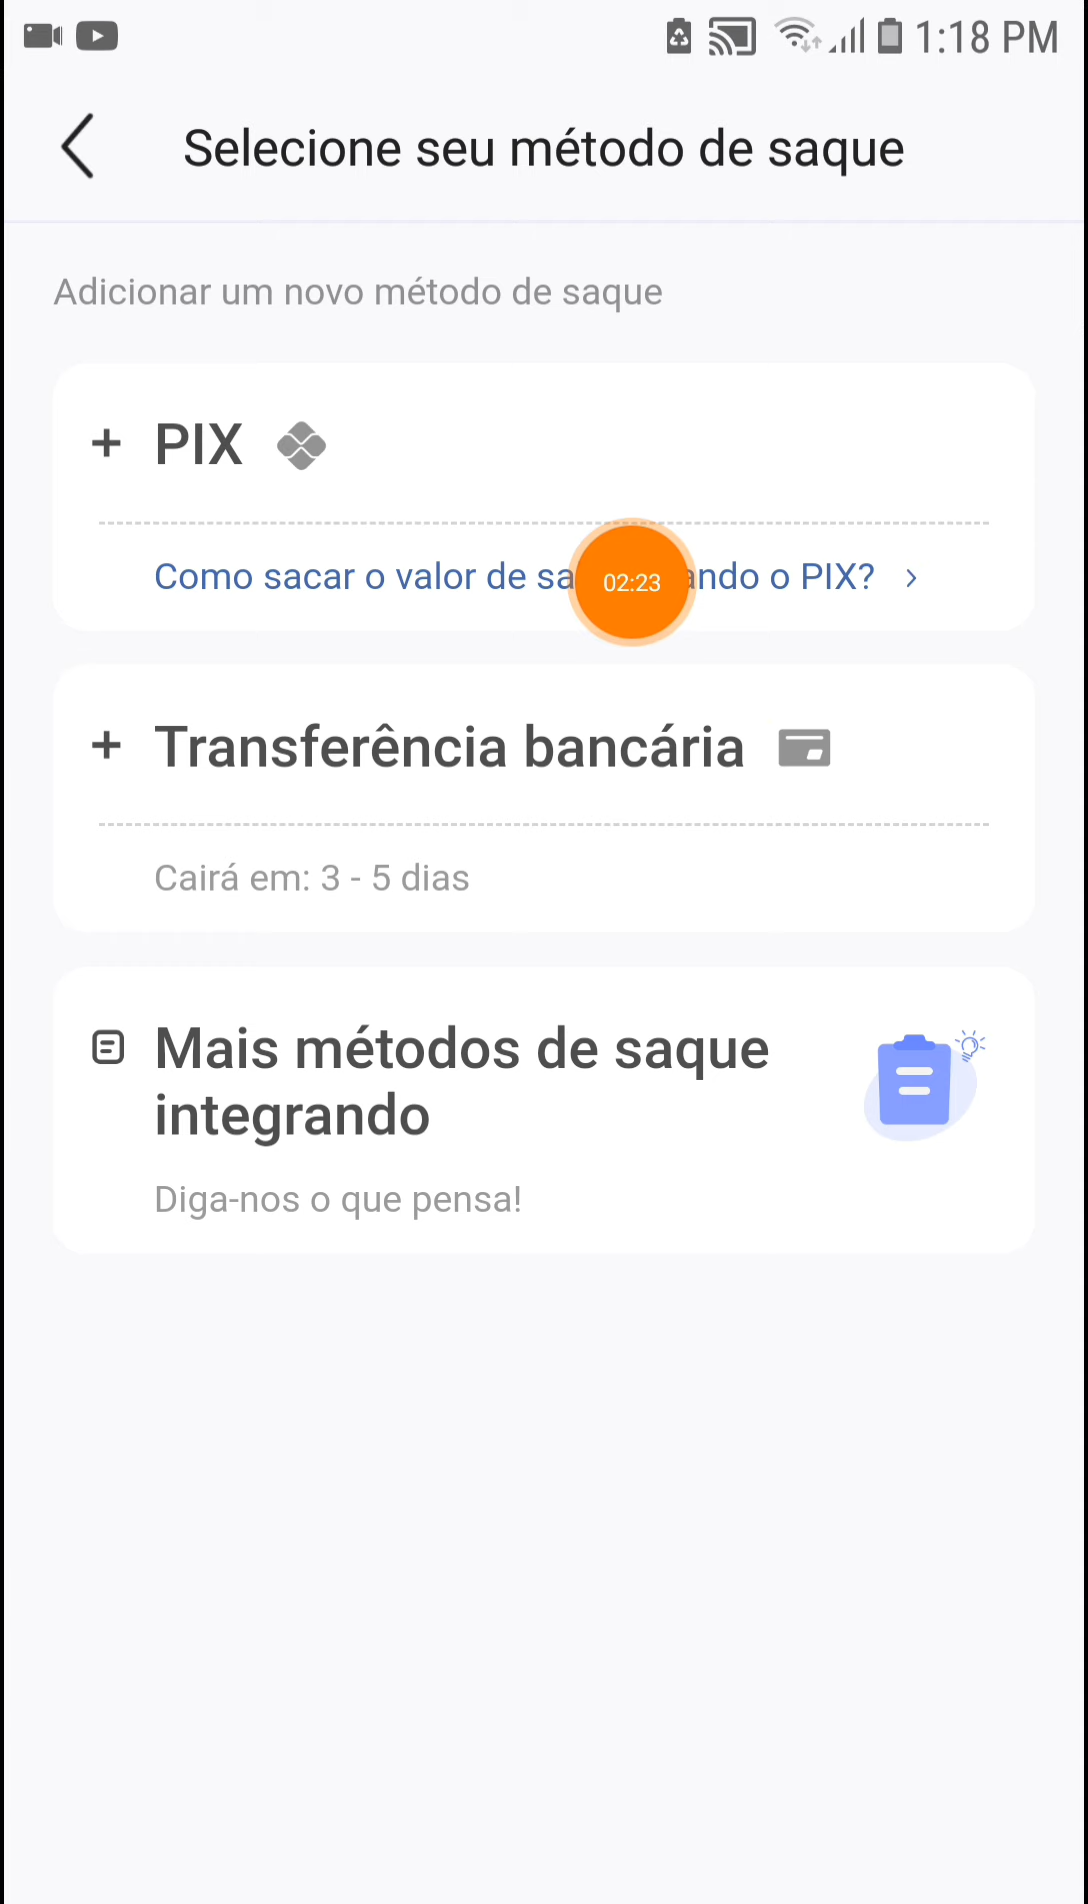 1:18 PM
Selecione seu método de saque
Adicionar um novo método de saque
PIX
Como sacar o valor de sa ando o PIX?
02:23
Transferência bancária
Cairá em: 3 - 5 dias
Mais métodos de saque
integrando
Diga-nos o que pensa!